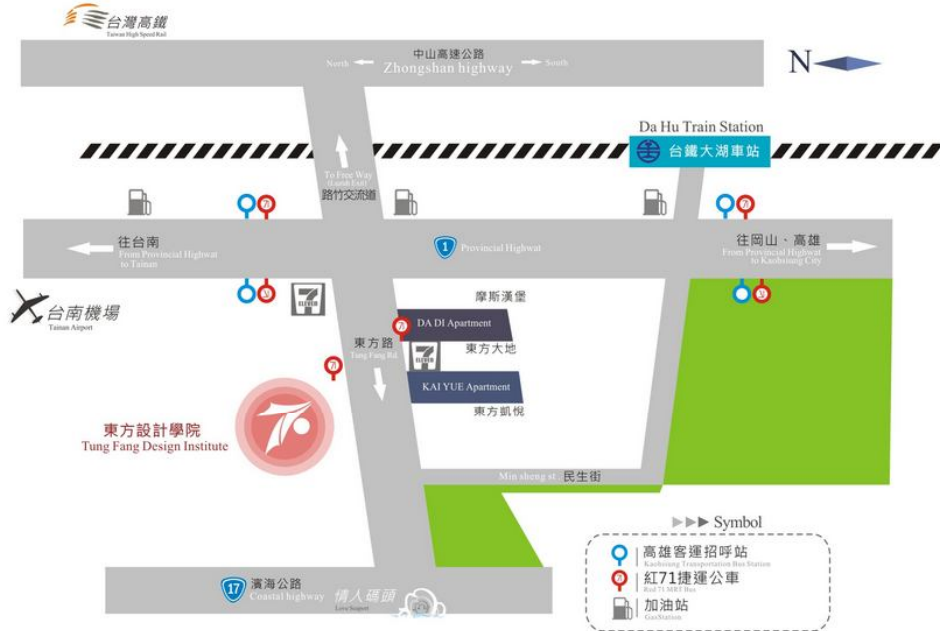 台灣高鐵
Taiwan High Speed Rail
中山高速公路
North Zhongshan highway South
N
Da Hu Train Station
台鐵大湖車站
To Free Way
路竹交流道
往台南
From Provincial Highwat
to Tainan
1 Provincial Highwat
往岡山、高雄
From Provincial Highwat
to Kaohsiung City
台南機場
Tainan Airport
7
ELEVEN
摩斯漢堡
DA DI Apartment
東方大地
東方路
Tung Fang Rd.
7
ELEVEN
KAI YUE Apartment
東方凱悅
東方設計學院
Tung Fang Design Institute
Min sheng st . 民生街
Symbol
高雄客運招呼站
Kaohsiung Transportation Bus Station
71 紅71捷運公車
Red 71 MRT Bus
加油站
GasStation
17 濱海公路
Coastal highway
情人碼頭
Love Seaport